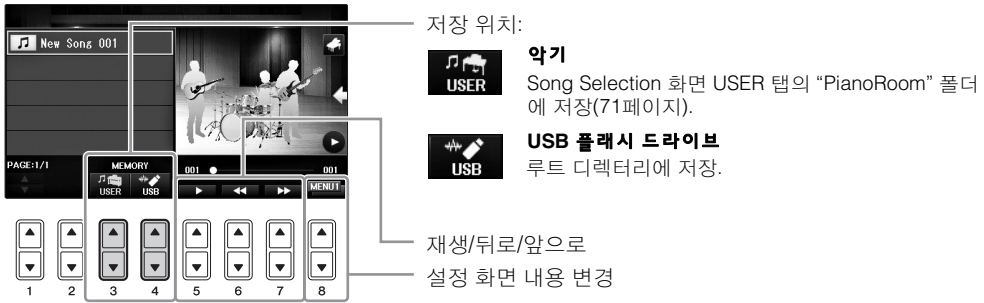 New Song 001
PAGE:1/1
MEMORY
USER
USB
001
001
MENU1
1 2 3 4 5 6 7 8
저장 위치:
USER
악기
Song Selection 화면 USER 탭의 “PianoRoom” 폴더
에 저장(71페이지).
USB
USB 플래시 드라이브
루트 디렉터리에 저장.
재생/뒤로/앞으로
설정 화면 내용 변경